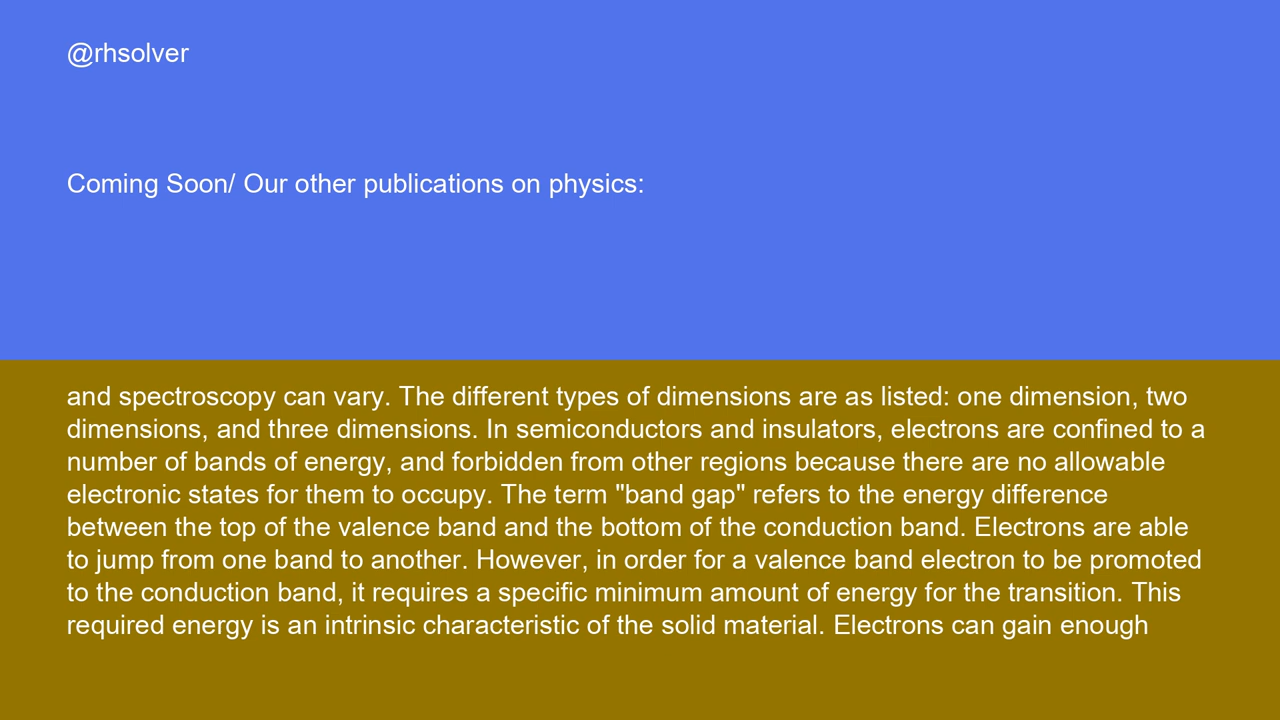 @rhsolver
Coming Soon/ Our other publications on physics:
and spectroscopy can vary. The different types of dimensions are as listed: one dimension, two
dimensions, and three dimensions. In semiconductors and insulators, electrons are confined to a
number of bands of energy, and forbidden from other regions because there are no allowable
electronic states for them to occupy. The term "band gap" refers to the energy difference
between the top of the valence band and the bottom of the conduction band. Electrons are able
to jump from one band to another. However, in order for a valence band electron to be promoted
to the conduction band, it requires a specific minimum amount of energy for the transition. This
required energy is an intrinsic characteristic of the solid material. Electrons can gain enough